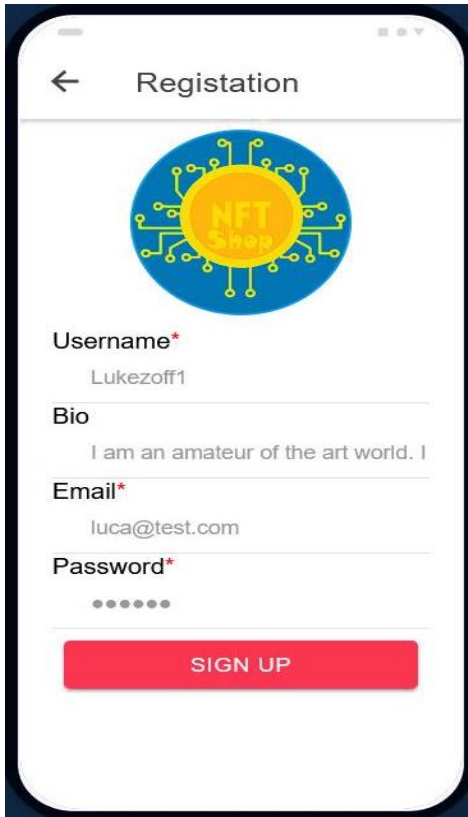 Registation
NFT
Shop
Username*
Lukezoff1
Bio
I am an amateur of the art world. I
Email*
luca@test.com
Password*
••••••
SIGN UP